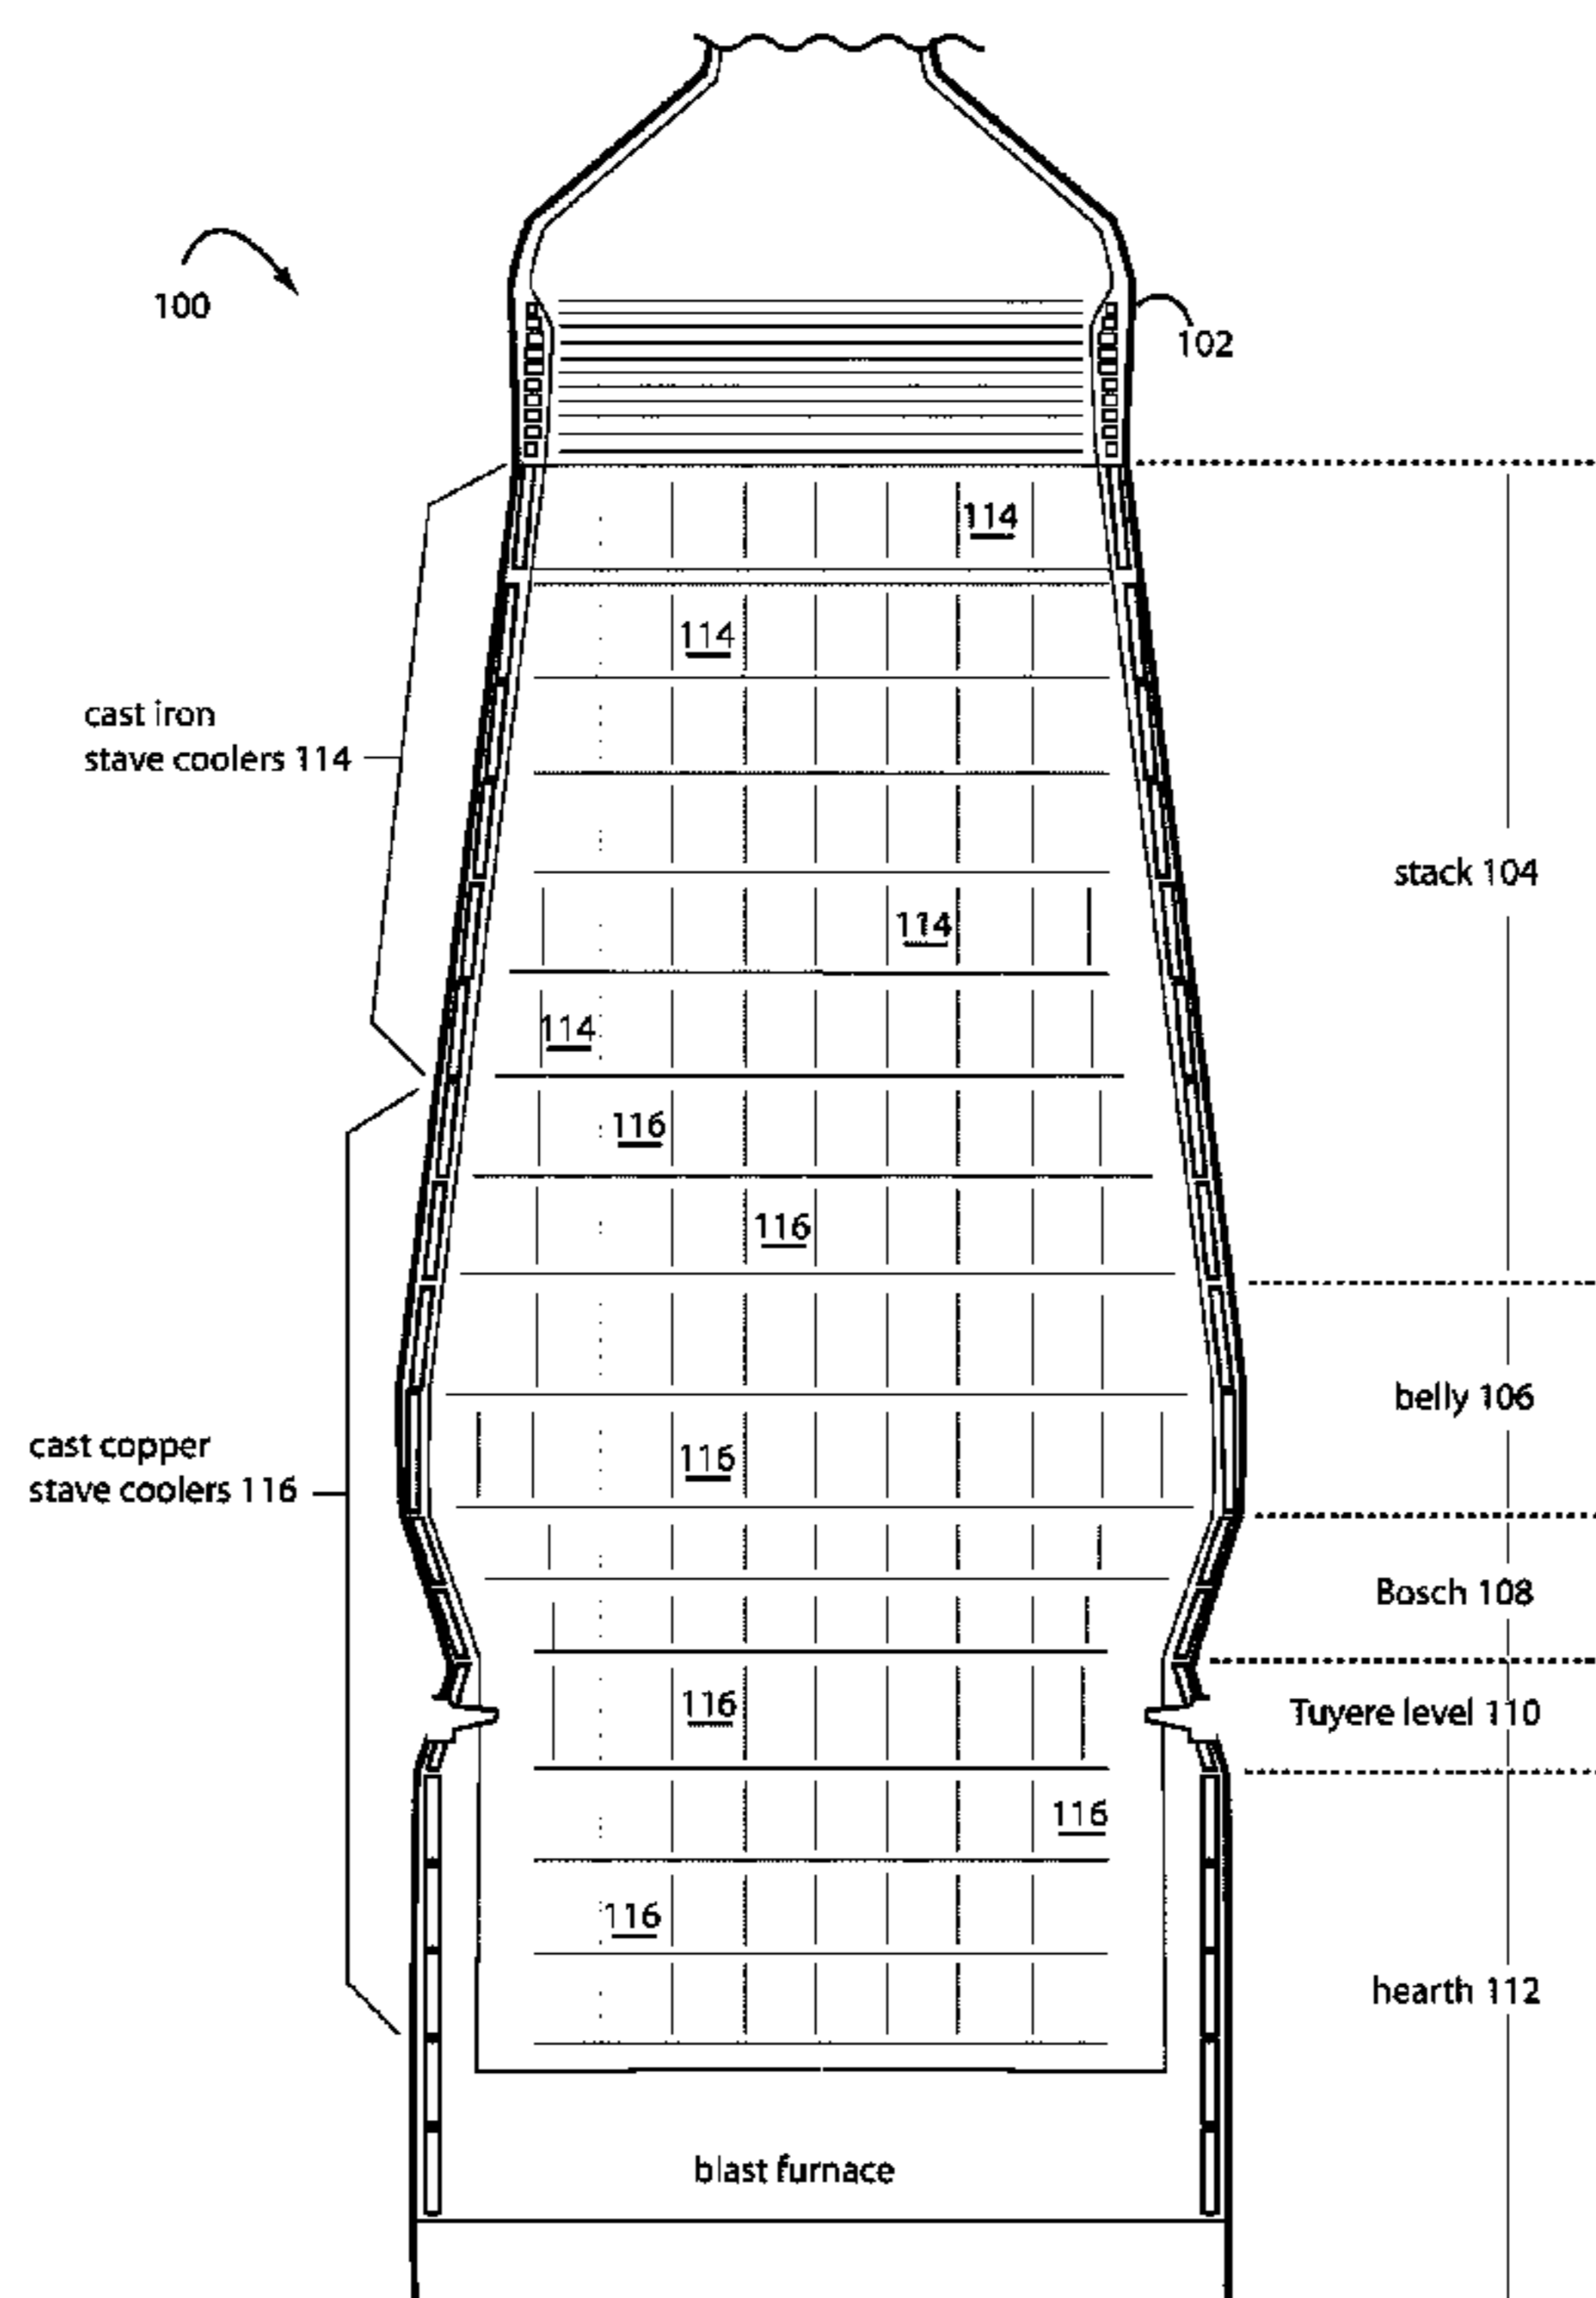 100
102
114
114
cast iron
stave coolers 114
stack 104
114
114
116
116
belly 106
cast copper
stave coolers 116
116
Bosch 108
116
Tuyere level 110
116
116
hearth 112
blast furnace